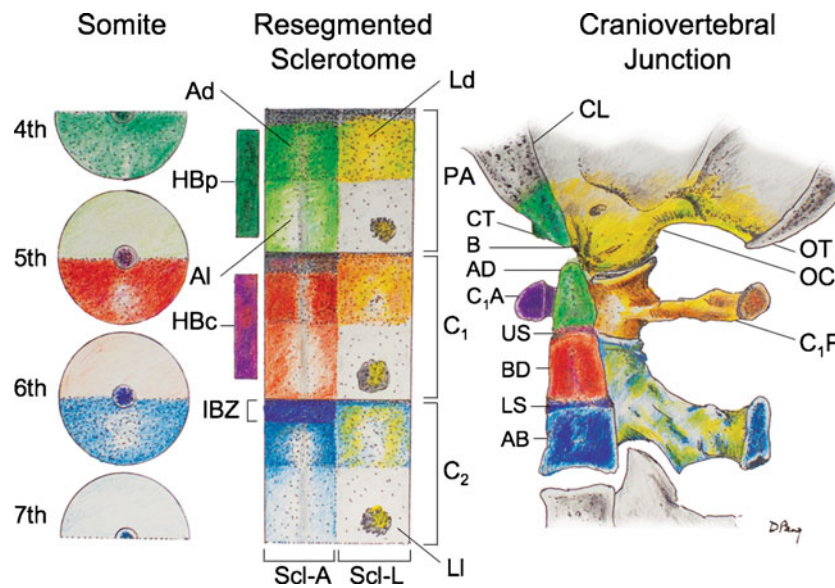 Somite
Resegmented
Sclerotome
Craniovertebral
Junction
4th
5th
6th
7th
Ad
Ld
HBp
Al
HBc
IBZ
PA
C₁
C₂
Scl-A
Scl-L
Ll
CL
CT
B
AD
C₁A
US
BD
LS
AB
OT
OC
C₁P
D Pang